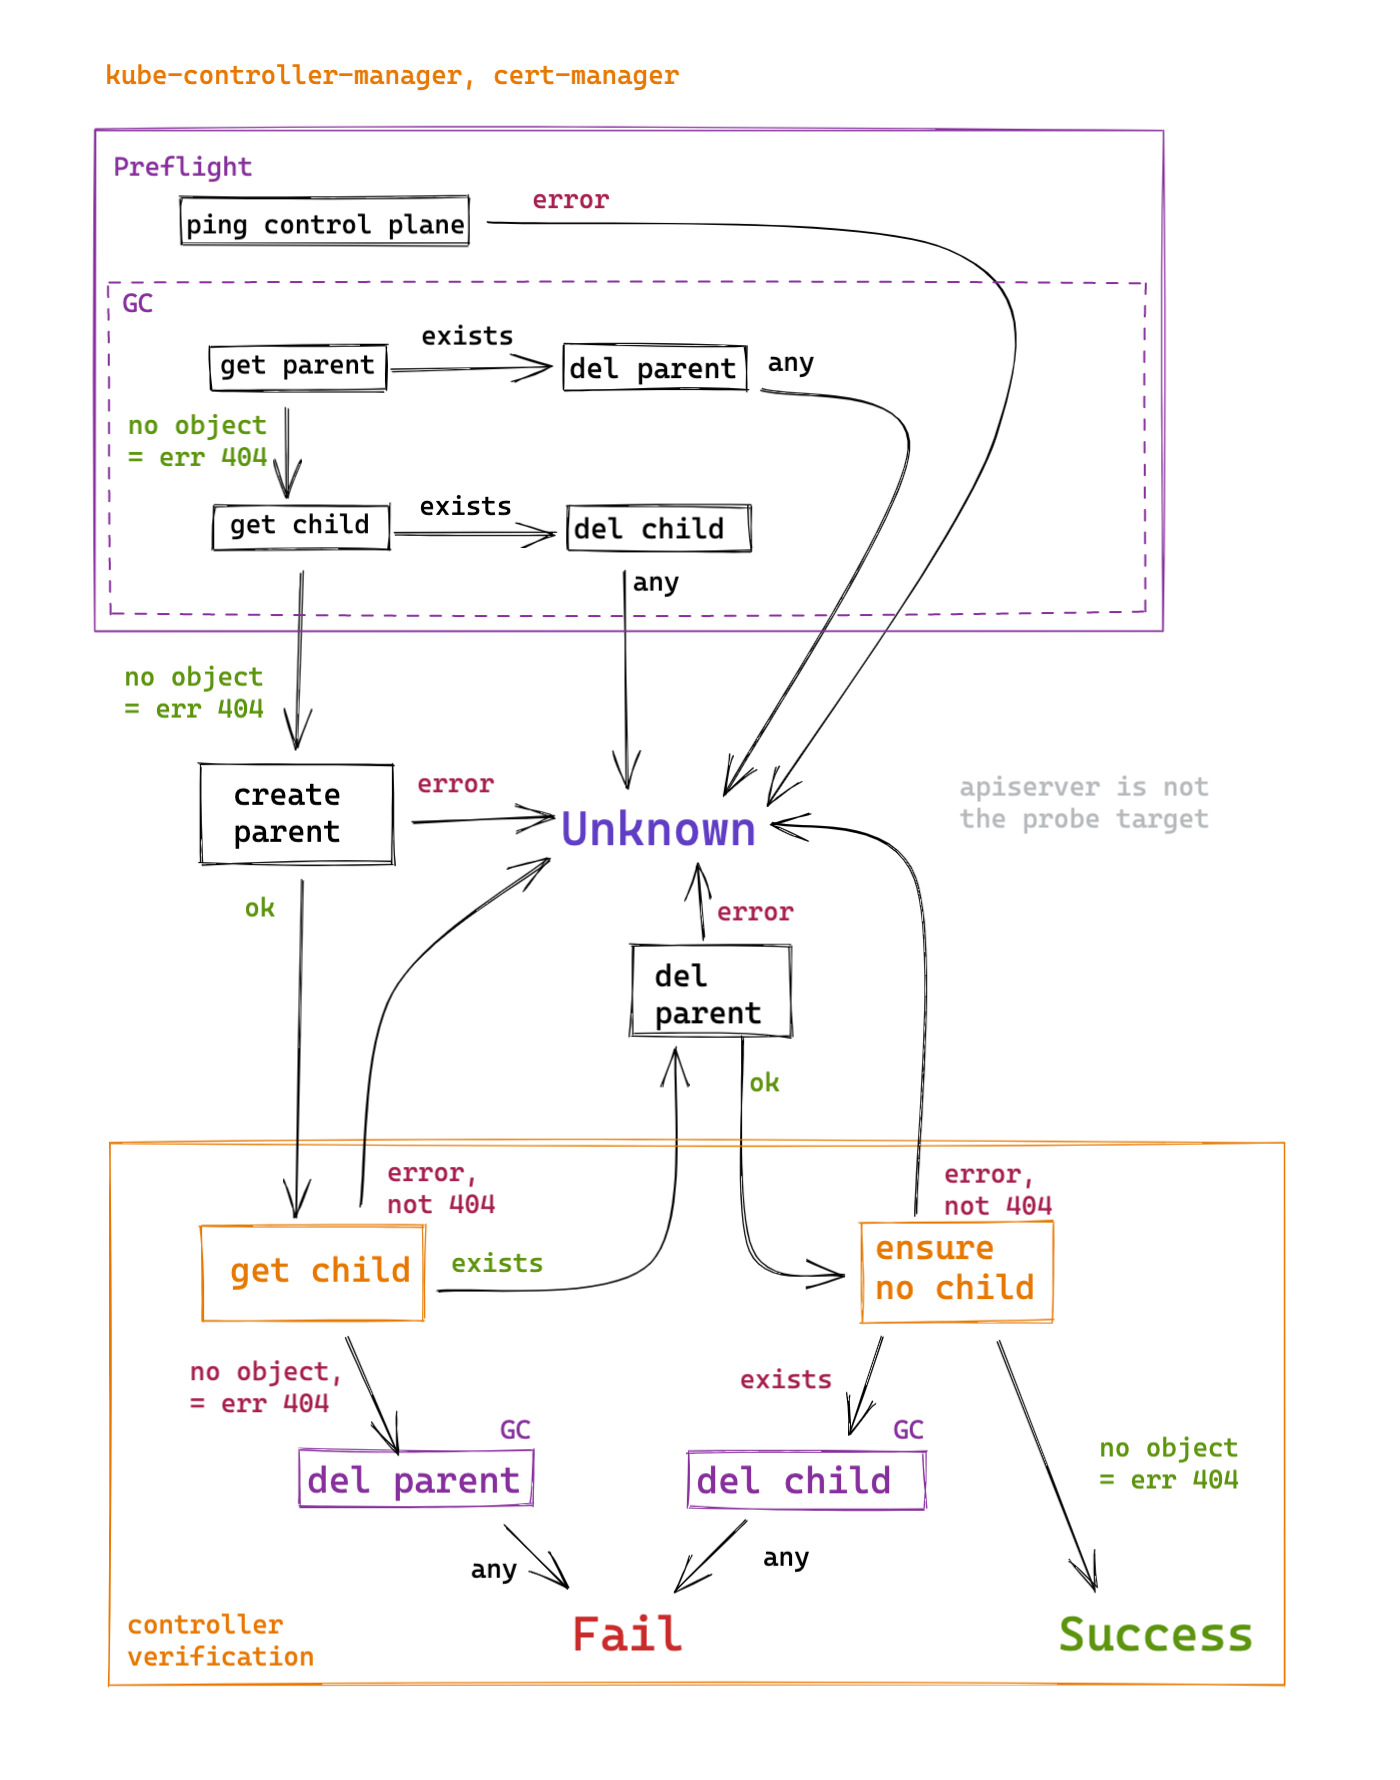 kube-controller-manager, cert-manager
Preflight
error
ping control plane
GC
exists
get parent
del parent
any
no object
= err 404
exists
get child
del child
any
no object
= err 404
create
parent
error
Unknown
apiserver is not
the probe target
ok
error
del
parent
ok
error,
not 404
error,
not 404
get child
exists
ensure
no child
no object,
= err 404
exists
GC
del parent
GC
del child
no object
= err 404
any
any
controller
verification
Fail
Success